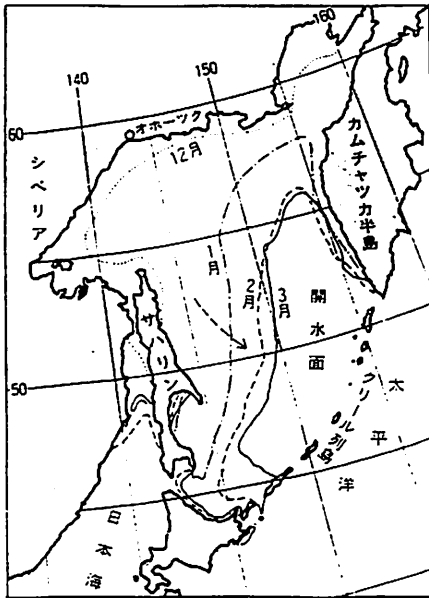 160
150
140
60
オホーツク
12月
シベリア
カムチャツカ半島
1月
2月
3月
開水面
サハリン
50
クリル列島
太平洋
日本海